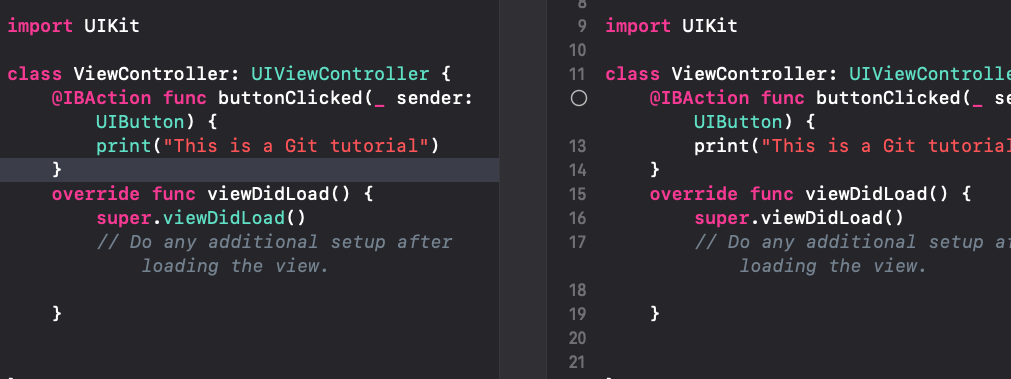 import UIKit
class ViewController: UIViewController {
@IBAction func buttonClicked(_ sender:
UIButton) {
print("This is a Git tutorial")
}
override func viewDidLoad() {
super.viewDidLoad()
// Do any additional setup after
loading the view.
}
8
9 import UIKit
10
11 class ViewController: UIViewControlle
@IBAction func buttonClicked(_ se
UIButton) {
13 print("This is a Git tutorial
14 }
15 override func viewDidLoad() {
16 super.viewDidLoad()
17 // Do any additional setup af
loading the view.
18
19 }
20
21